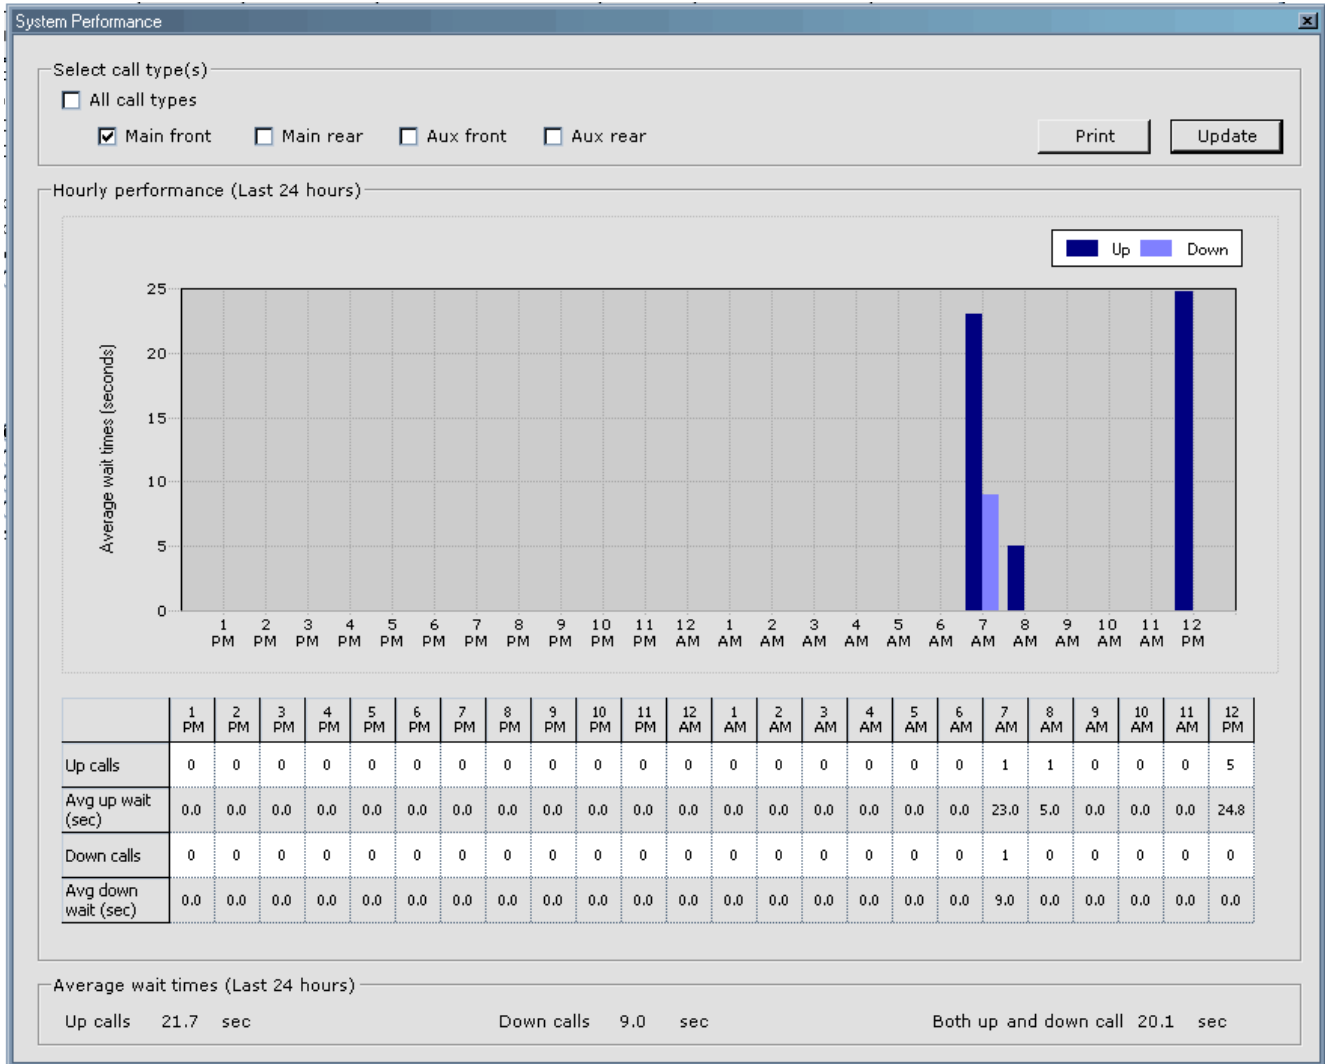 System Performance
Select call type(s)
All call types
Main front Main rear Aux front Aux rear Print Update
Hourly performance (Last 24 hours)
Up Down
Average wait times (seconds)
25
20
15
10
5
0
1 2 3 4 5 6 7 8 9 10 11 12 1 2 3 4 5 6 7 8 9 10 11 12
PM PM PM PM PM PM PM PM PM PM PM AM AM AM AM AM AM AM AM AM AM AM AM PM
1 2 3 4 5 6 7 8 9 10 11 12 1 2 3 4 5 6 7 8 9 10 11 12
PM PM PM PM PM PM PM PM PM PM PM AM AM AM AM AM AM AM AM AM AM AM AM PM
Up calls 0 0 0 0 0 0 0 0 0 0 0 0 0 0 0 0 0 0 1 1 0 0 0 5
Avg up wait
(sec) 0.0 0.0 0.0 0.0 0.0 0.0 0.0 0.0 0.0 0.0 0.0 0.0 0.0 0.0 0.0 0.0 0.0 0.0 23.0 5.0 0.0 0.0 0.0 24.8
Down calls 0 0 0 0 0 0 0 0 0 0 0 0 0 0 0 0 0 0 1 0 0 0 0 0
Avg down
wait (sec) 0.0 0.0 0.0 0.0 0.0 0.0 0.0 0.0 0.0 0.0 0.0 0.0 0.0 0.0 0.0 0.0 0.0 0.0 9.0 0.0 0.0 0.0 0.0 0.0
Average wait times (Last 24 hours)
Up calls 21.7 sec Down calls 9.0 sec Both up and down call 20.1 sec